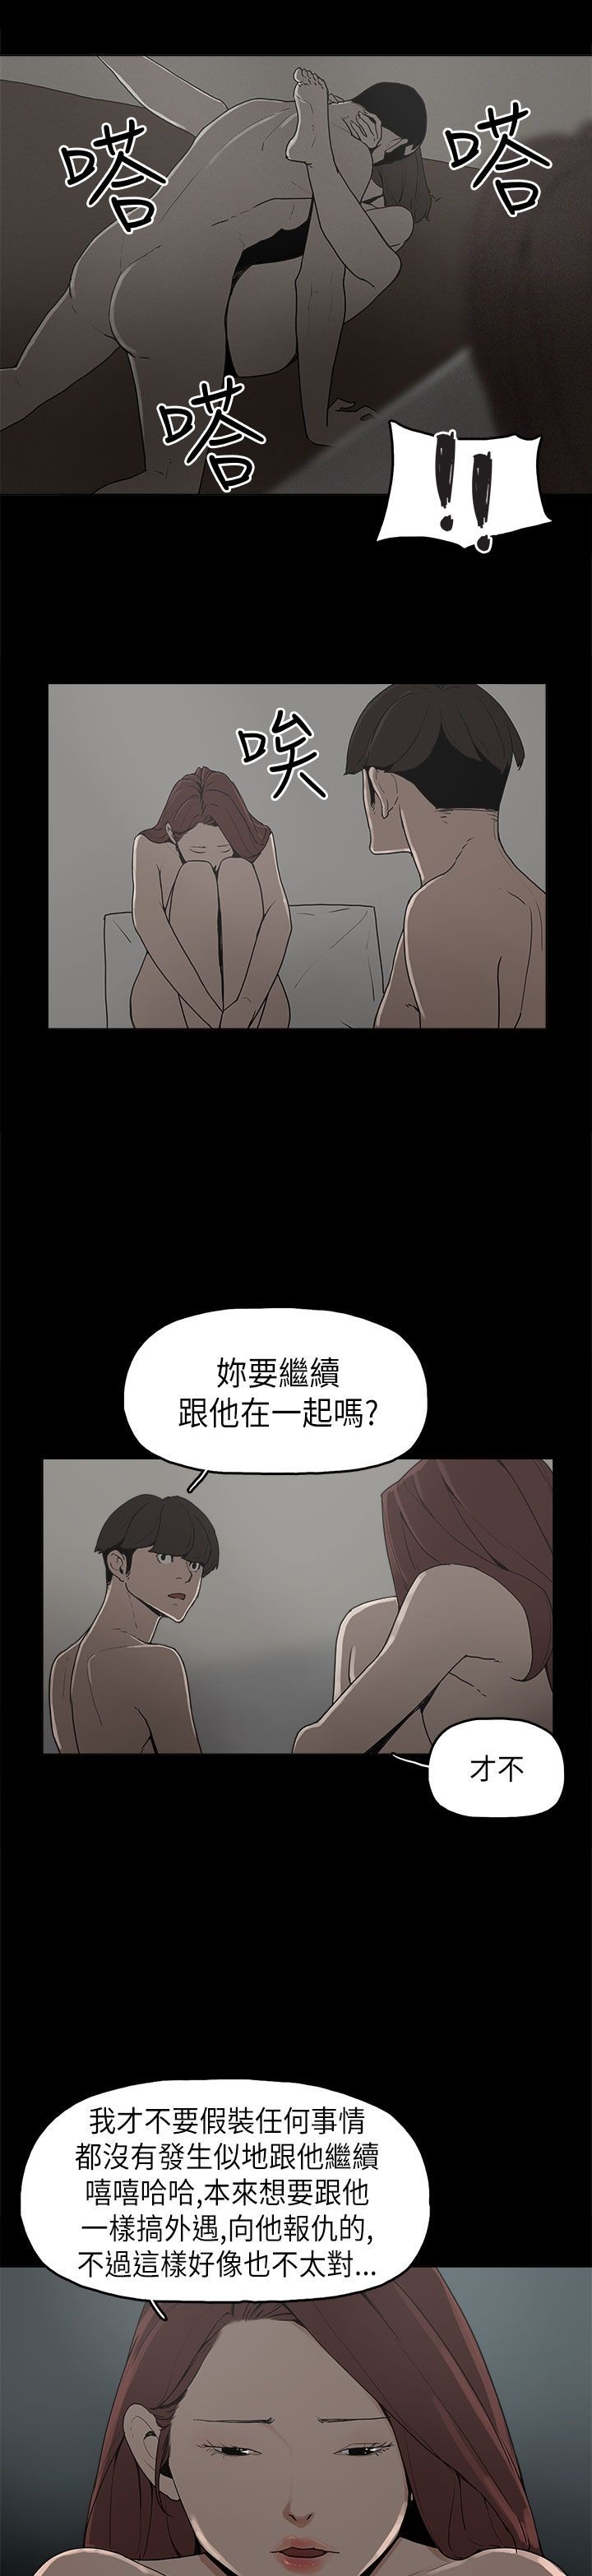 嗒
嗒
嗒
!!
唉
妳要繼續
跟他在一起嗎?
才不
我才不要假裝任何事情
都沒有發生似地跟他繼續
嘻嘻哈哈,本來想要跟他
一樣搞外遇,向他報仇的,
不過這樣好像也不太對...